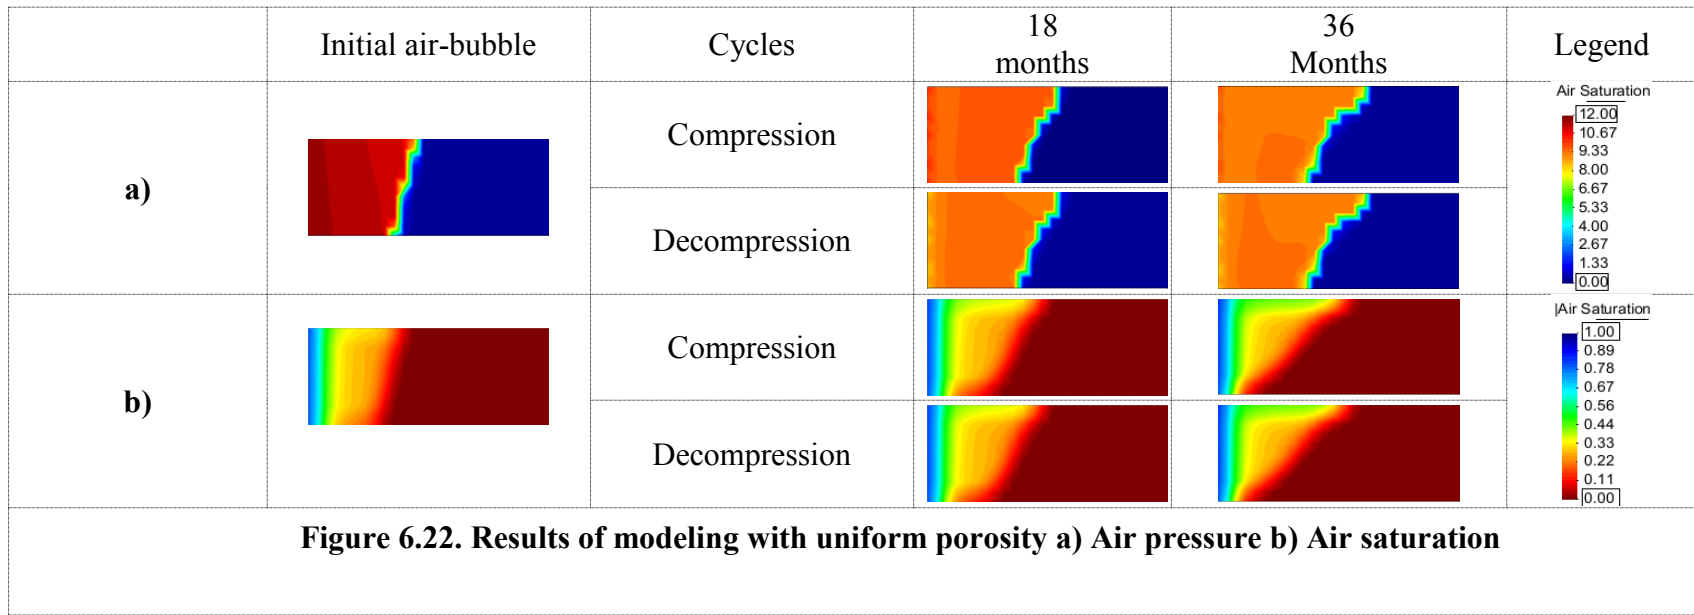 Initial air-bubble
Cycles
18
months
36
Months
Legend
a)
Compression
Decompression
Air Saturation
12.00
10.67
9.33
8.00
6.67
5.33
4.00
2.67
1.33
0.00
b)
Compression
Decompression
|Air Saturation
1.00
0.89
0.78
0.67
0.56
0.44
0.33
0.22
0.11
0.00
Figure 6.22. Results of modeling with uniform porosity a) Air pressure b) Air saturation